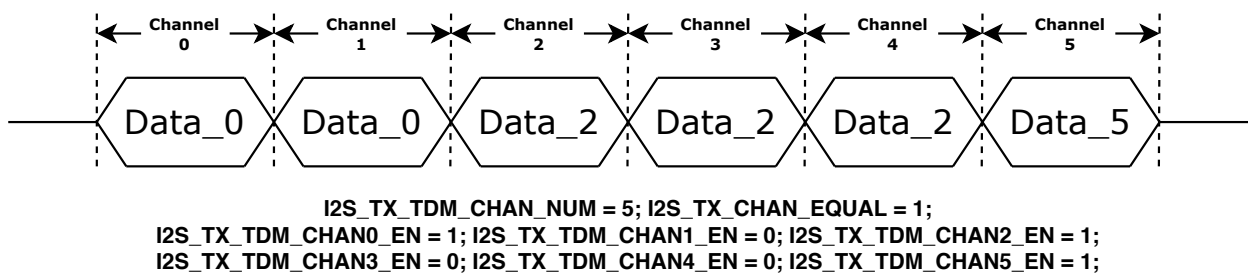 Channel 0
Channel 1
Channel 2
Channel 3
Channel 4
Channel 5
Data_0
Data_0
Data_2
Data_2
Data_2
Data_5
I2S_TX_TDM_CHAN_NUM = 5; I2S_TX_CHAN_EQUAL = 1;
I2S_TX_TDM_CHAN0_EN = 1; I2S_TX_TDM_CHAN1_EN = 0; I2S_TX_TDM_CHAN2_EN = 1;
I2S_TX_TDM_CHAN3_EN = 0; I2S_TX_TDM_CHAN4_EN = 0; I2S_TX_TDM_CHAN5_EN = 1;